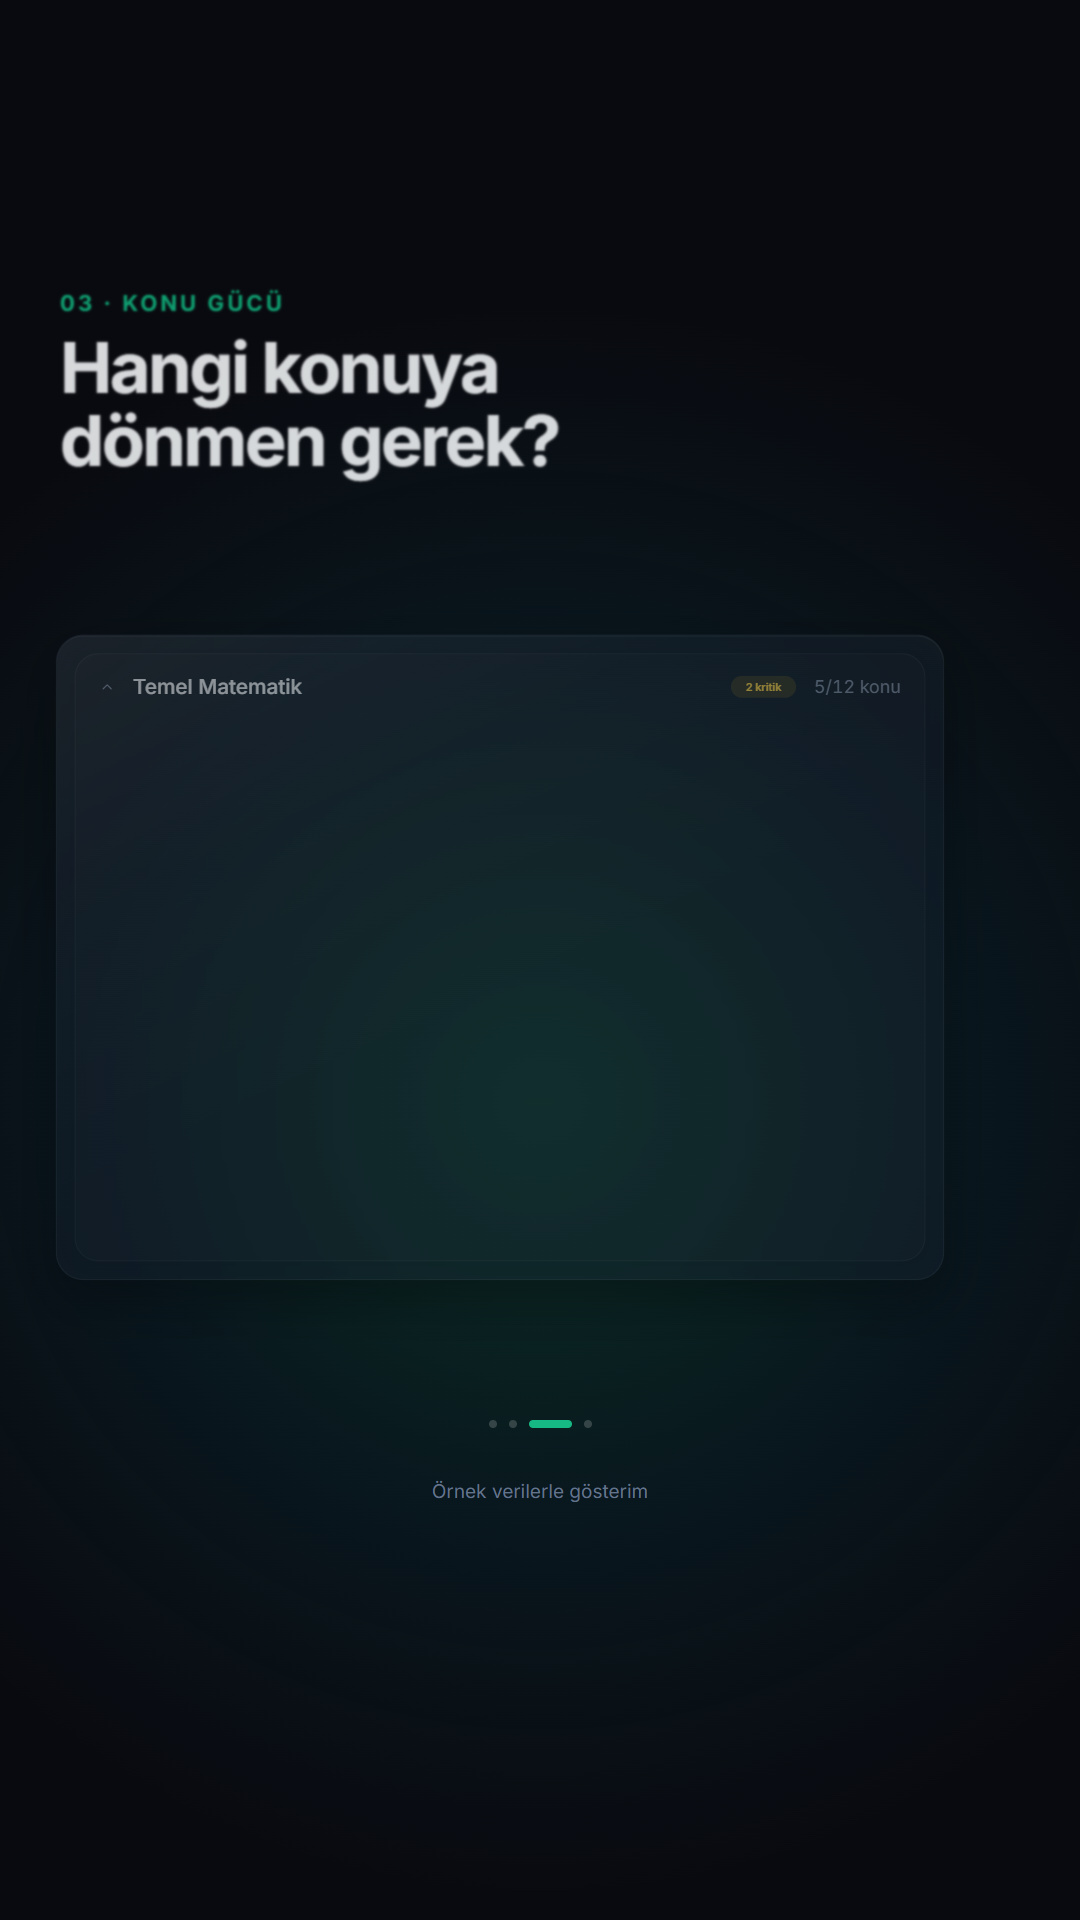 03 · KONU GÜCÜ
Hangi konuya
dönmen gerek?
Temel Matematik
2 kritik
5/12 konu
Örnek verilerle gösterim